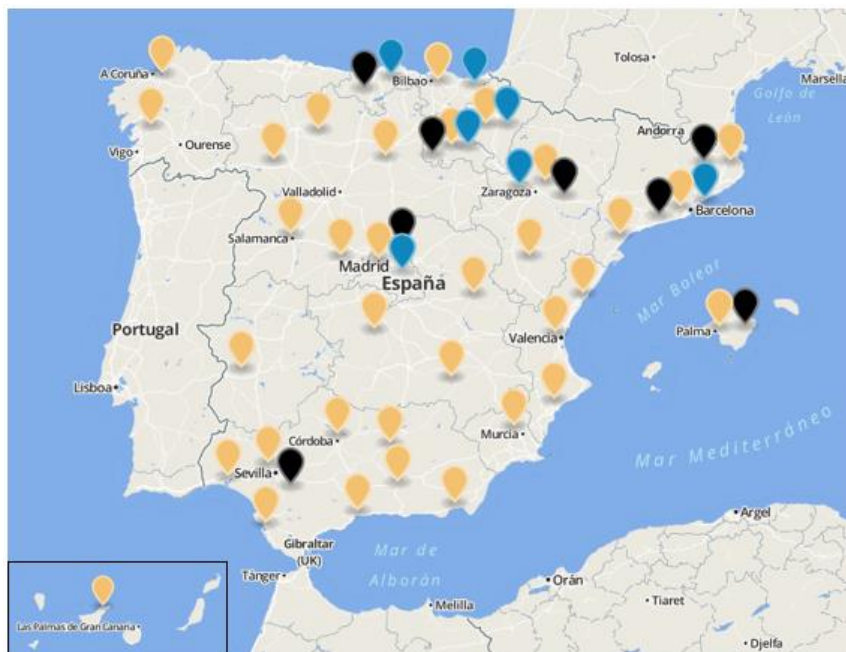 Tolosa
A Coruña
Bilbao
Marsella
Golfo de
León
Andorra
Vigo
Ourense
Valladolid
Zaragoza
Barcelona
Salamanca
Madrid
España
Mar Balear
Portugal
Palma
Valencia
Lisboa
Córdoba
Murcia
Mar Mediterráneo
Sevilla
Argel
Gibraltar
(UK)
Mar de
Alborán
Tánger
Orán
Melilla
Tiaret
Las Palmas de Gran Canaria
Djelfa